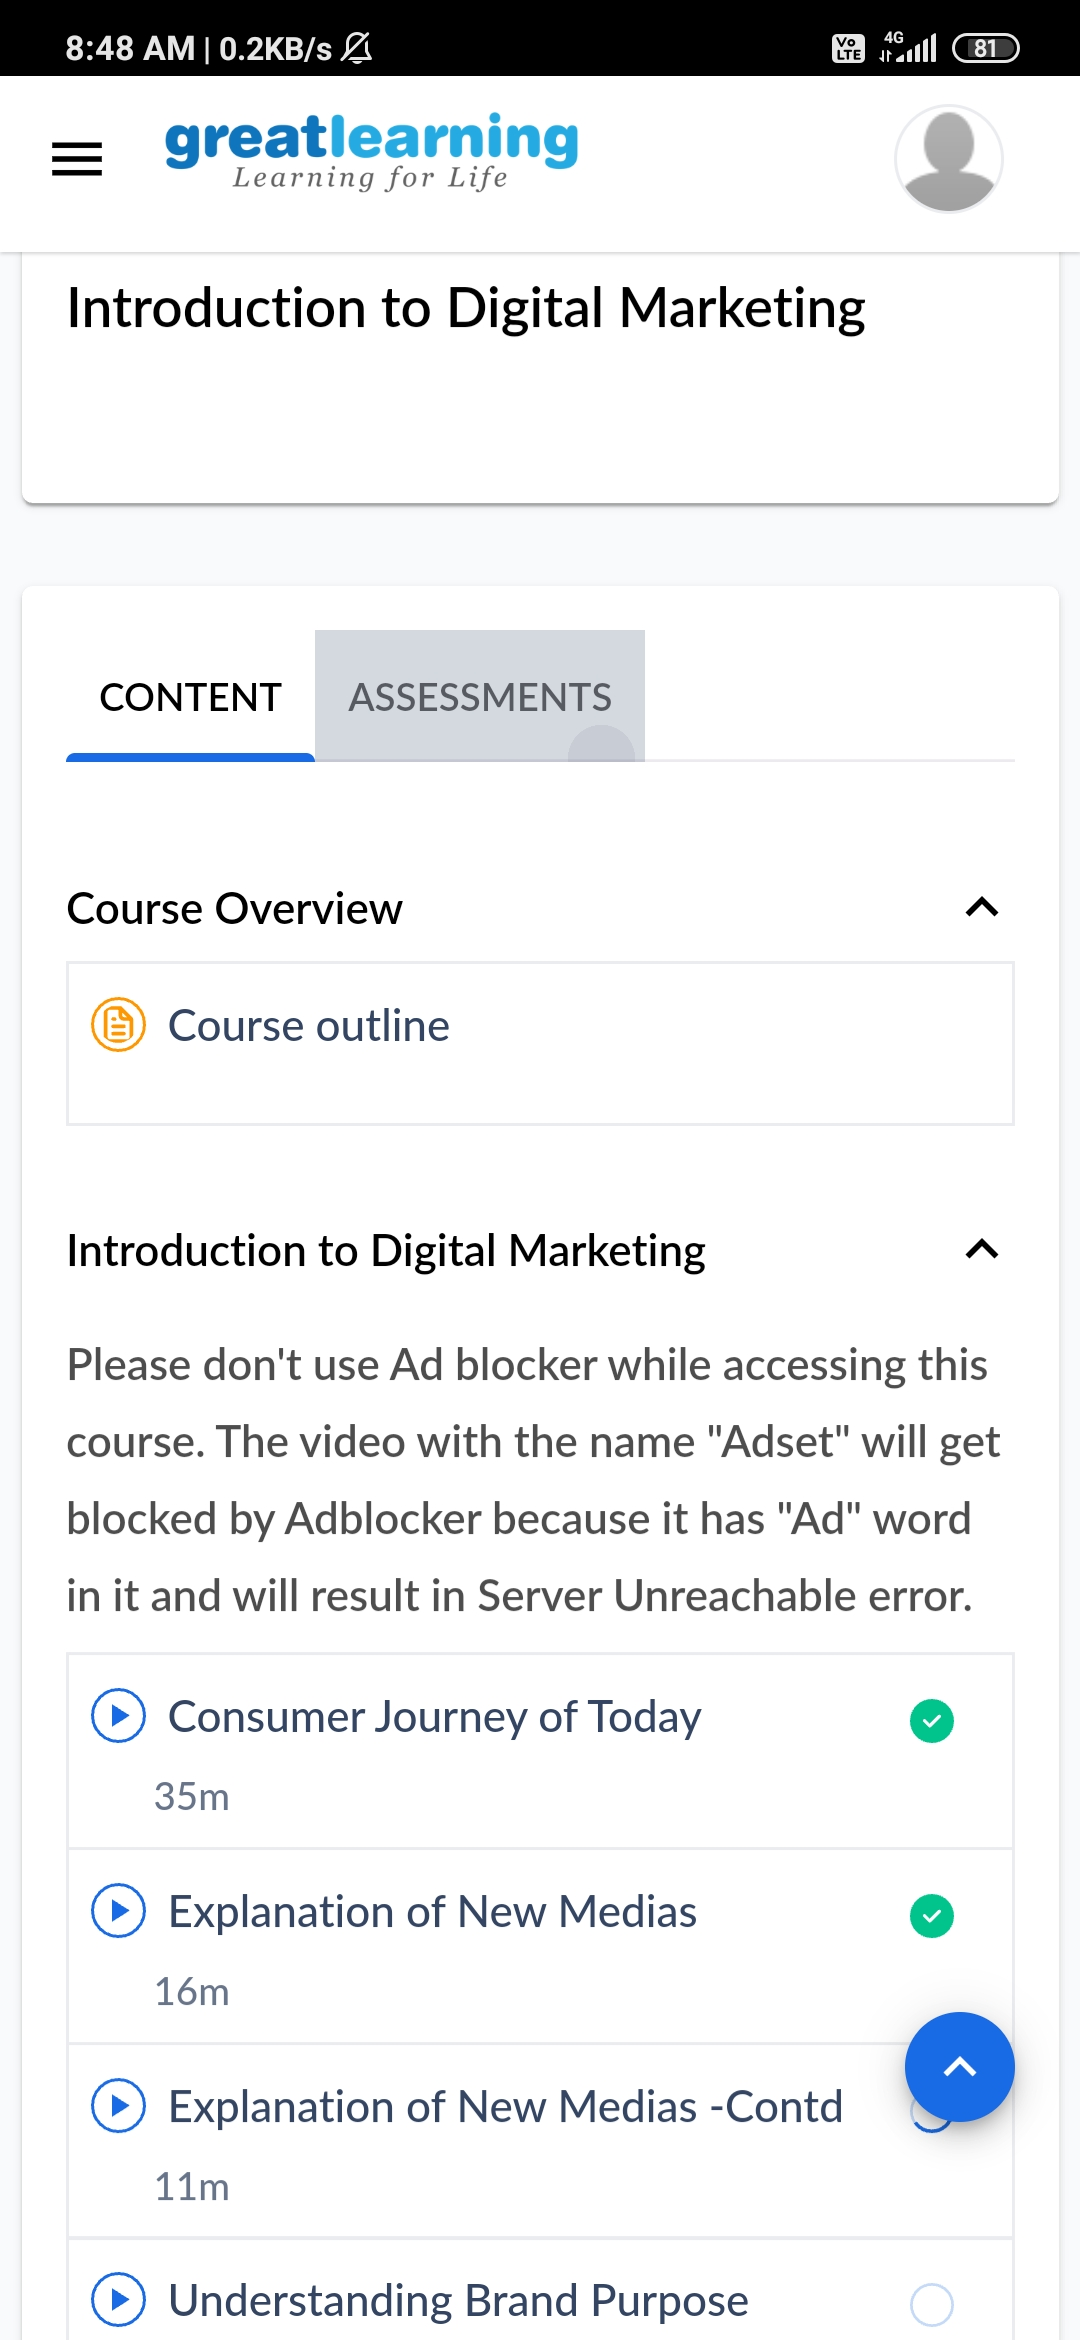 8:48 AM | 0.2KB/s
Vo LTE 4G 81
greatlearning
Learning for Life
Introduction to Digital Marketing
CONTENT ASSESSMENTS
Course Overview
Course outline
Introduction to Digital Marketing
Please don't use Ad blocker while accessing this
course. The video with the name "Adset" will get
blocked by Adblocker because it has "Ad" word
in it and will result in Server Unreachable error.
Consumer Journey of Today
35m
Explanation of New Medias
16m
Explanation of New Medias -Contd
11m
Understanding Brand Purpose